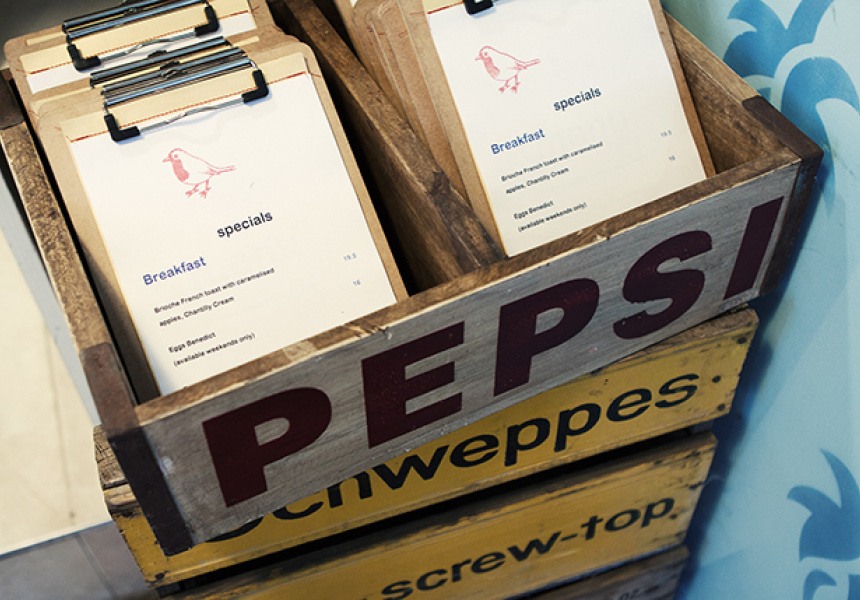 specials
Breakfast
19.5
Brioche French toast with caramelised
16
apples, Chantilly Cream
Eggs Benedict
(available weekends only)
specials
Breakfast
19.5
Brioche French toast with caramelised
16
apples, Chantilly Cream
Eggs Benedict
(available weekends only)
PEPSI
Schweppes
screw-top